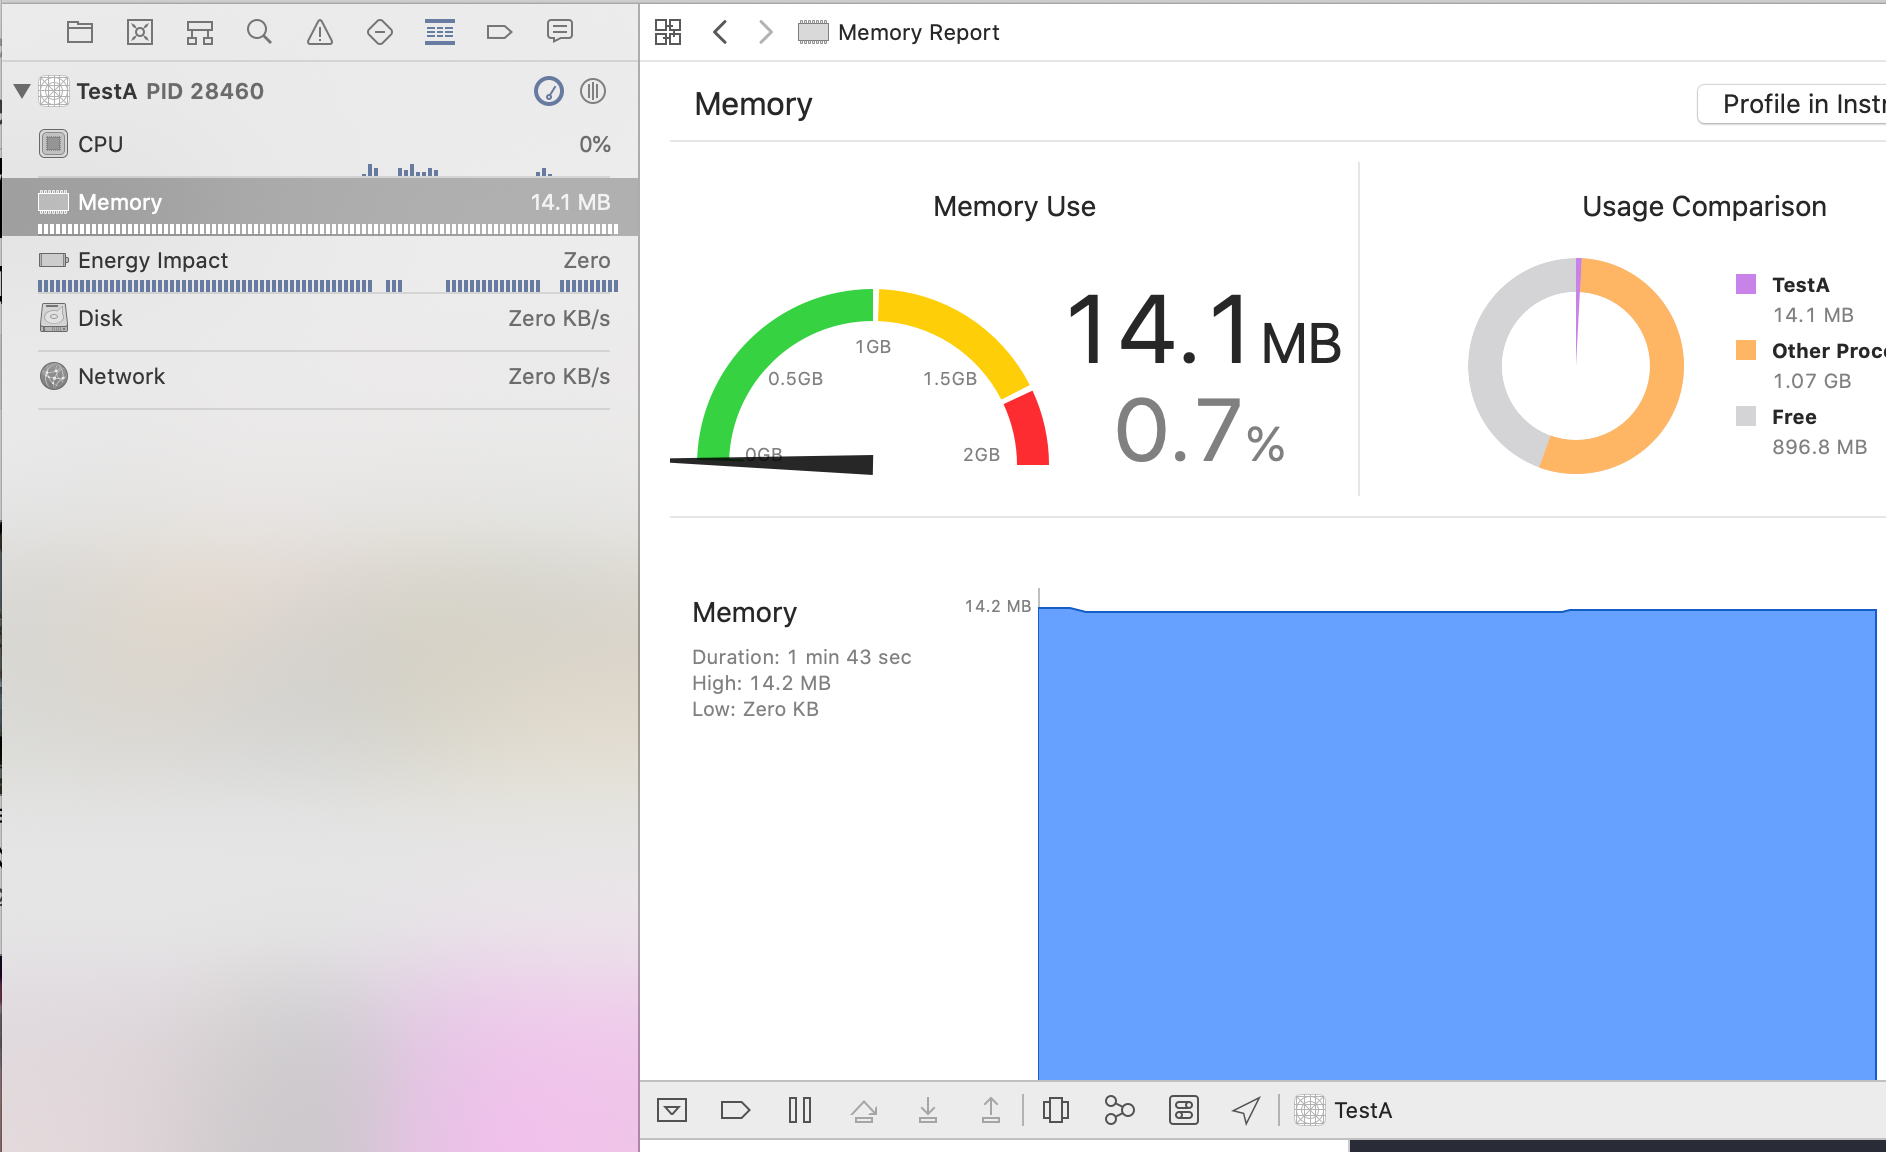 TestA PID 28460
CPU 0%
Memory 14.1 MB
Energy Impact Zero
Disk Zero KB/s
Network Zero KB/s
Memory Report
Memory
Profile in Instr
Memory Use
0GB
0.5GB
1GB
1.5GB
2GB
14.1 MB
0.7%
Usage Comparison
TestA
14.1 MB
Other Proc
1.07 GB
Free
896.8 MB
Memory
Duration: 1 min 43 sec
High: 14.2 MB
Low: Zero KB
14.2 MB
TestA